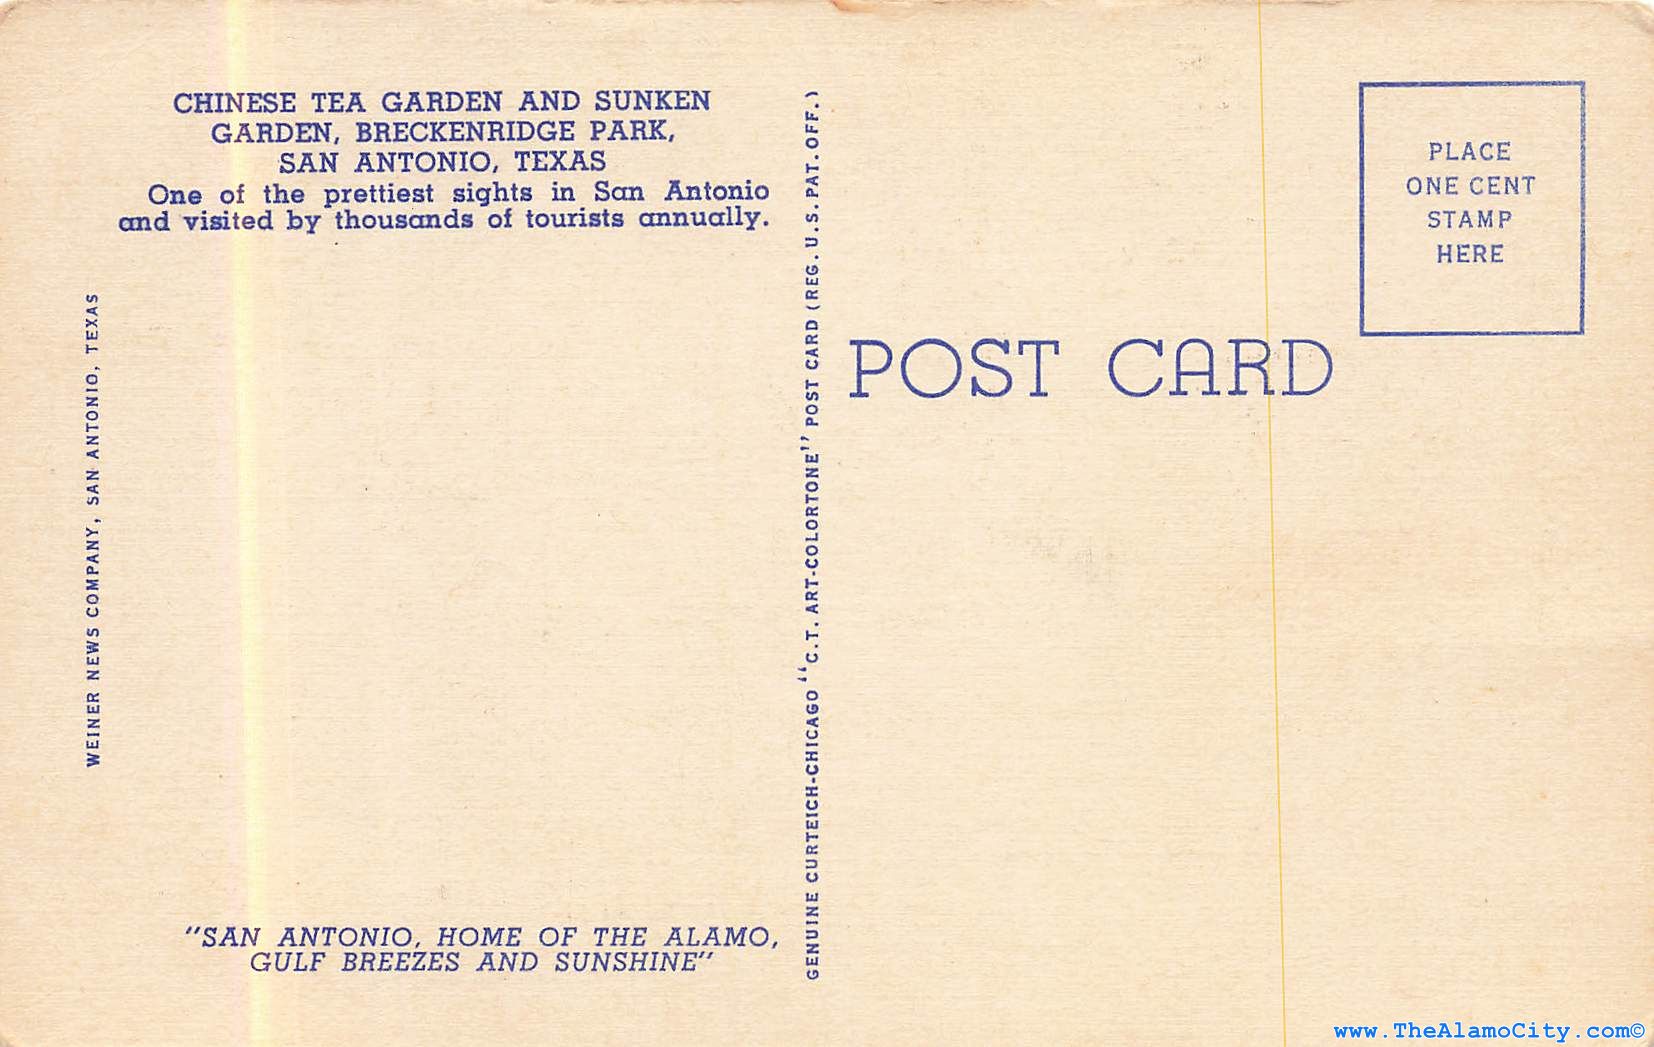 CHINESE TEA GARDEN AND SUNKEN
GARDEN, BRECKENRIDGE PARK,
SAN ANTONIO, TEXAS
One of the prettiest sights in San Antonio
and visited by thousands of tourists annually.
WEINER NEWS COMPANY, SAN ANTONIO, TEXAS
"SAN ANTONIO, HOME OF THE ALAMO,
GULF BREEZES AND SUNSHINE"
GENUINE CURTEICH-CHICAGO "C.T. ART-COLORTONE" POST CARD (REG. U.S. PAT. OFF.)
PLACE
ONE CENT
STAMP
HERE
POST CARD
www.TheAlamoCity.com©